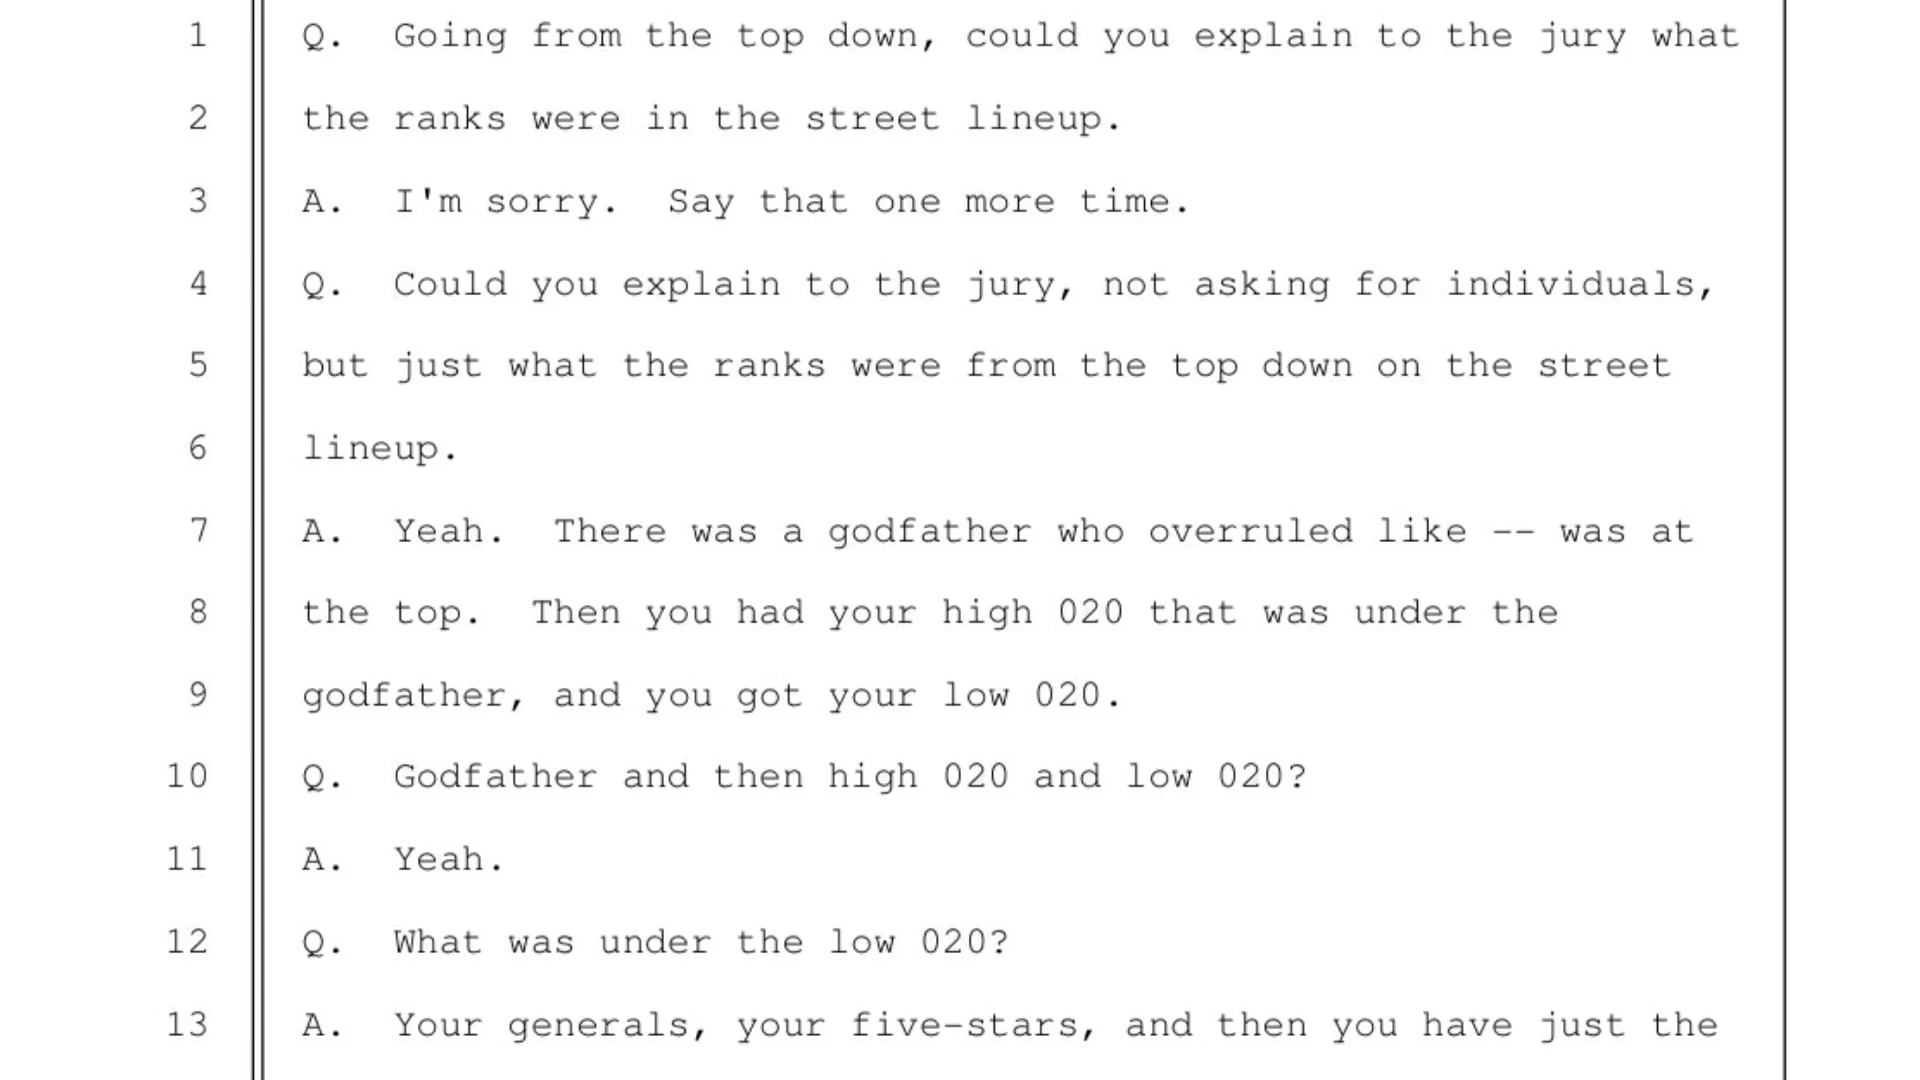 1 Q. Going from the top down, could you explain to the jury what
2 the ranks were in the street lineup.
3 A. I'm sorry. Say that one more time.
4 Q. Could you explain to the jury, not asking for individuals,
5 but just what the ranks were from the top down on the street
6 lineup.
7 A. Yeah. There was a godfather who overruled like -- was at
8 the top. Then you had your high 020 that was under the
9 godfather, and you got your low 020.
10 Q. Godfather and then high 020 and low 020?
11 A. Yeah.
12 Q. What was under the low 020?
13 A. Your generals, your five-stars, and then you have just the